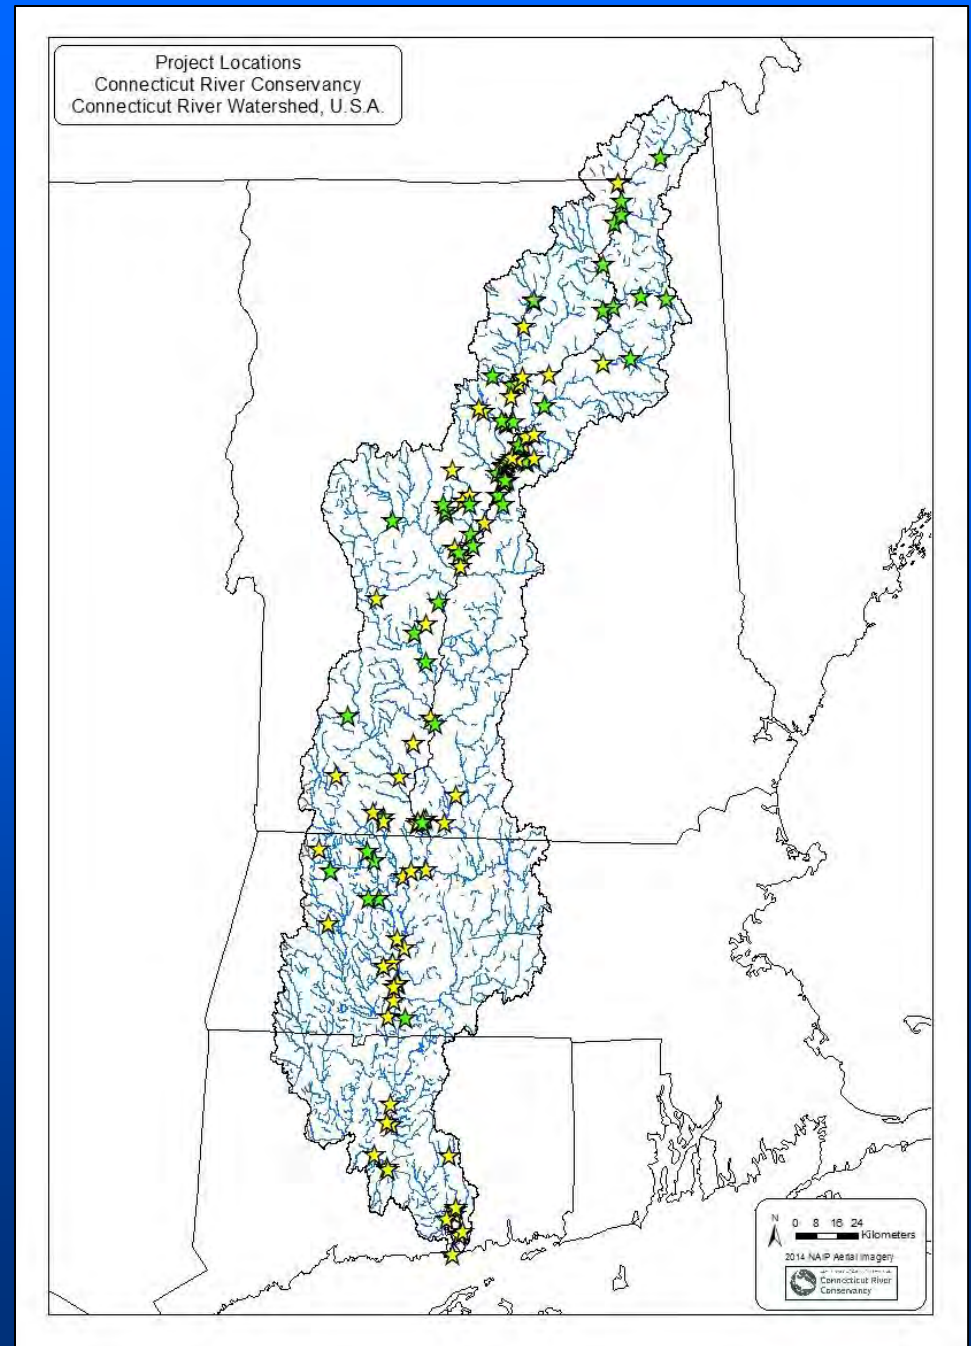 Project Locations
Connecticut River Conservancy
Connecticut River Watershed, U.S.A.
N
0 8 16 24
Kilometers
2014 NAIP Aerial Imagery
Connecticut River
Conservancy